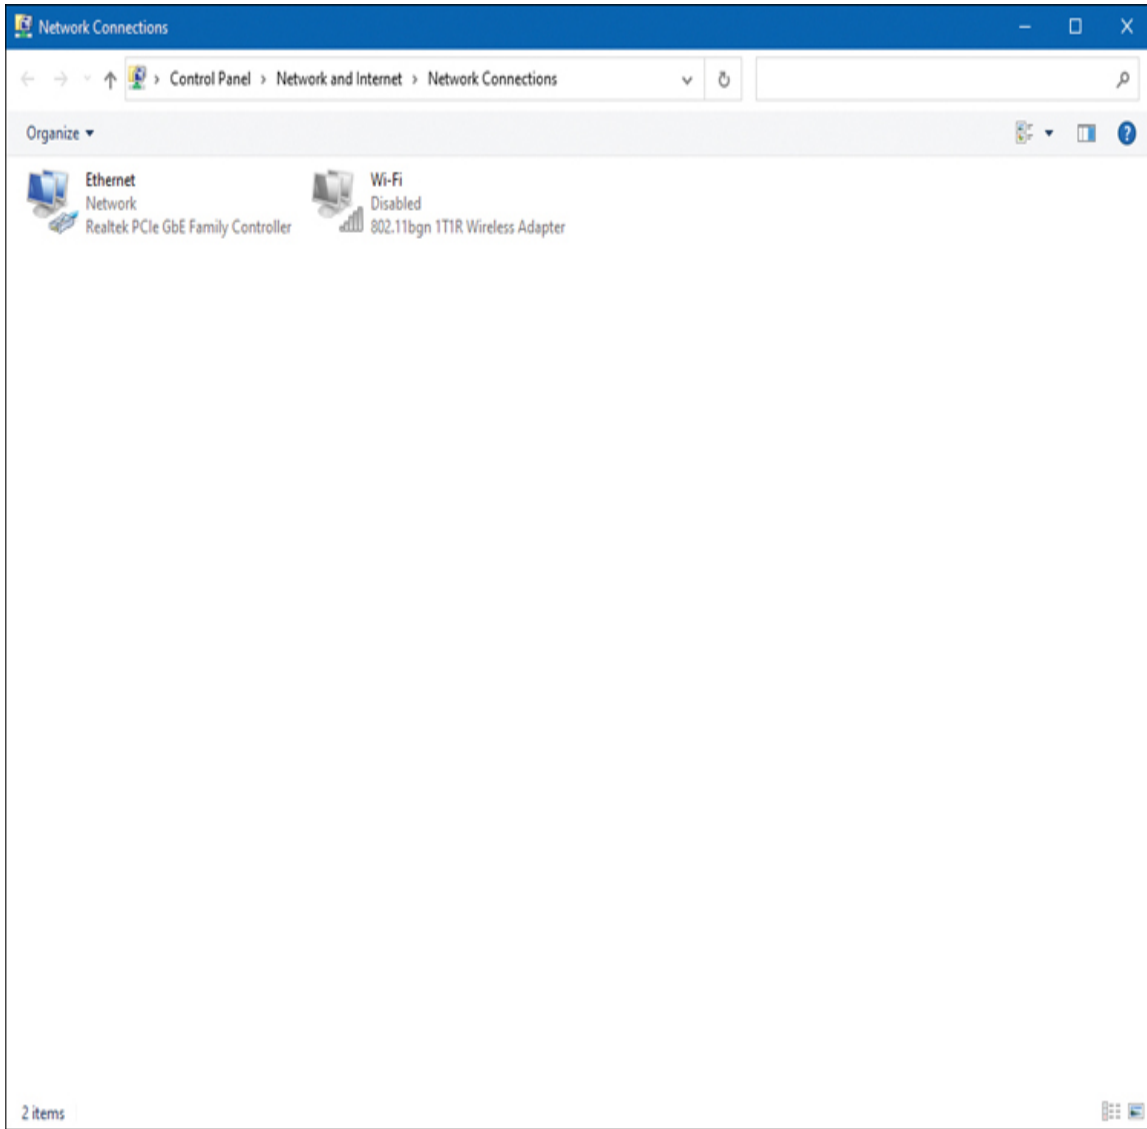 Network Connections
Control Panel > Network and Internet > Network Connections
Organize
Ethernet
Network
Realtek PCIe GbE Family Controller
Wi-Fi
Disabled
802.11bgn 1T1R Wireless Adapter
2 items